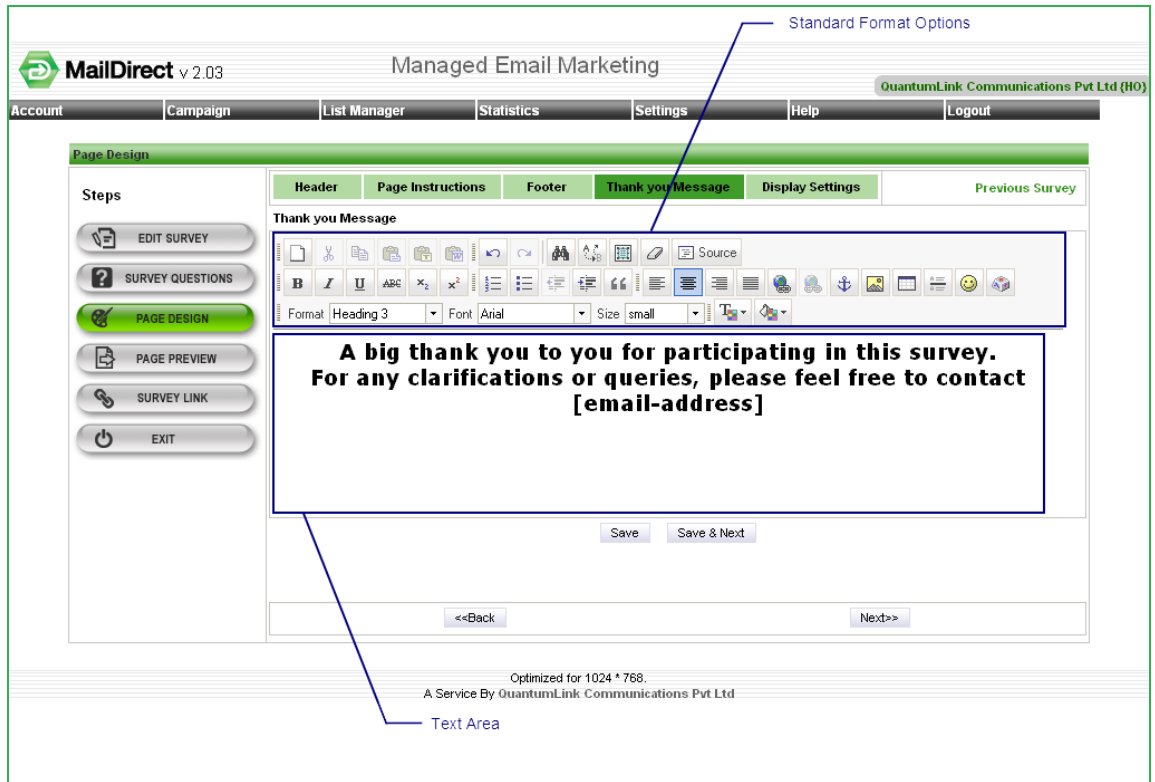 Standard Format Options
MailDirect v 2.03
Managed Email Marketing
QuantumLink Communications Pvt Ltd (HO)
Account Campaign List Manager Statistics Settings Help Logout
Page Design
Steps
EDIT SURVEY
SURVEY QUESTIONS
PAGE DESIGN
PAGE PREVIEW
SURVEY LINK
EXIT
Header Page Instructions Footer Thank you Message Display Settings Previous Survey
Thank you Message
Source
B I U ABC x₂ x²
Format Heading 3 Font Arial Size small
A big thank you to you for participating in this survey.
For any clarifications or queries, please feel free to contact
[email-address]
Save Save & Next
<<Back Next>>
Optimized for 1024 * 768.
A Service By QuantumLink Communications Pvt Ltd
Text Area